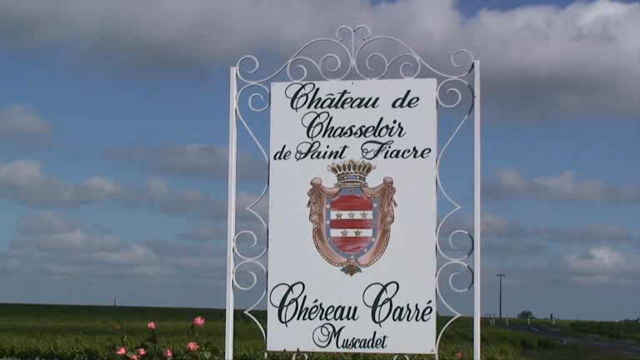 Château de
Chasseloir
de Saint Fiacre
Chéreau Carré
Muscadet